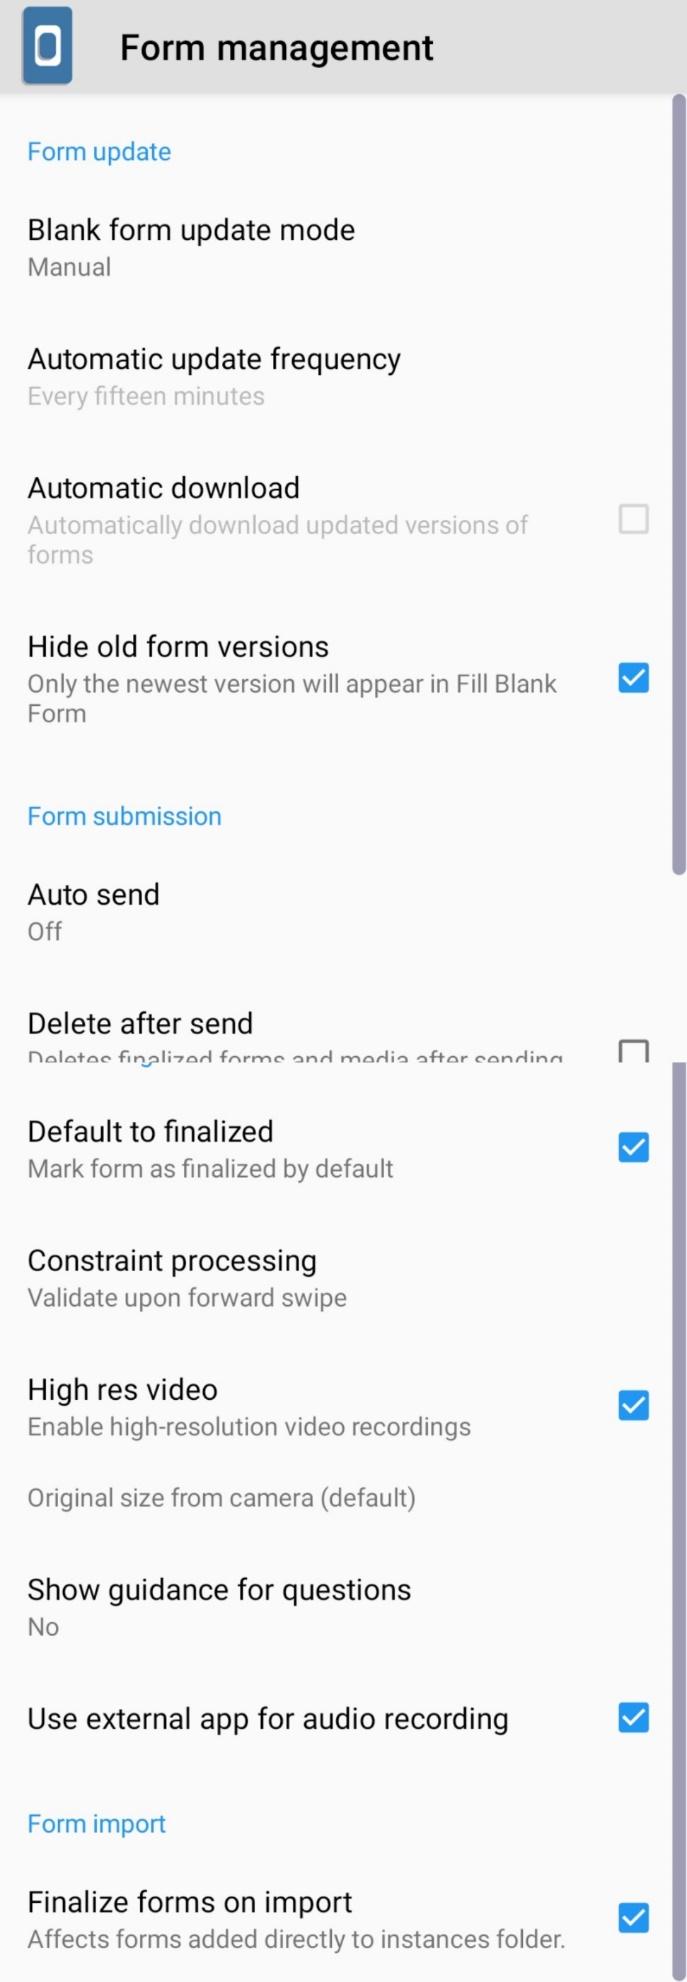 Form management
Form update
Blank form update mode
Manual
Automatic update frequency
Every fifteen minutes
Automatic download
Automatically download updated versions of
forms
Hide old form versions
Only the newest version will appear in Fill Blank
Form
Form submission
Auto send
Off
Delete after send
Deletes finalized forms and media after sending
Default to finalized
Mark form as finalized by default
Constraint processing
Validate upon forward swipe
High res video
Enable high-resolution video recordings
Original size from camera (default)
Show guidance for questions
No
Use external app for audio recording
Form import
Finalize forms on import
Affects forms added directly to instances folder.